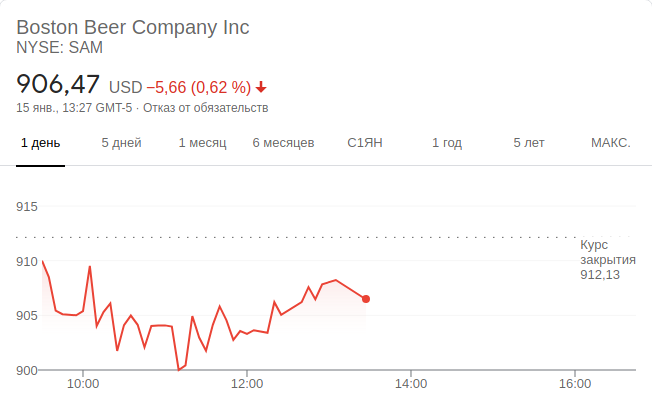 Boston Beer Company Inc
NYSE: SAM
906,47 USD −5,66 (0,62 %)
15 янв., 13:27 GMT-5 · Отказ от обязательств
1 день 5 дней 1 месяц 6 месяцев С1ЯН 1 год 5 лет МАКС.
915
Курс
закрытия
912,13
910
905
900
10:00 12:00 14:00 16:00